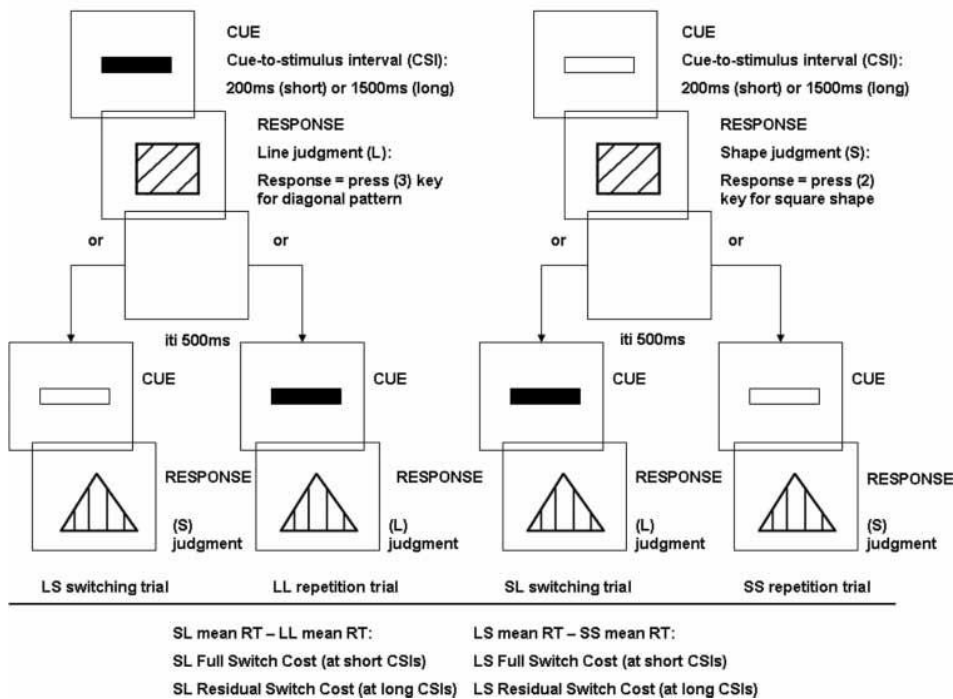 CUE
Cue-to-stimulus interval (CSI):
200ms (short) or 1500ms (long)
RESPONSE
Line judgment (L):
Response = press (3) key
for diagonal pattern
or
or
iti 500ms
CUE
CUE
RESPONSE
RESPONSE
(S)
judgment
(L)
judgment
LS switching trial
LL repetition trial
CUE
Cue-to-stimulus interval (CSI):
200ms (short) or 1500ms (long)
RESPONSE
Shape judgment (S):
Response = press (2)
key for square shape
or
or
iti 500ms
CUE
CUE
RESPONSE
RESPONSE
(L)
judgment
(S)
judgment
SL switching trial
SS repetition trial
SL mean RT – LL mean RT:
SL Full Switch Cost (at short CSIs)
SL Residual Switch Cost (at long CSIs)
LS mean RT – SS mean RT:
LS Full Switch Cost (at short CSIs)
LS Residual Switch Cost (at long CSIs)